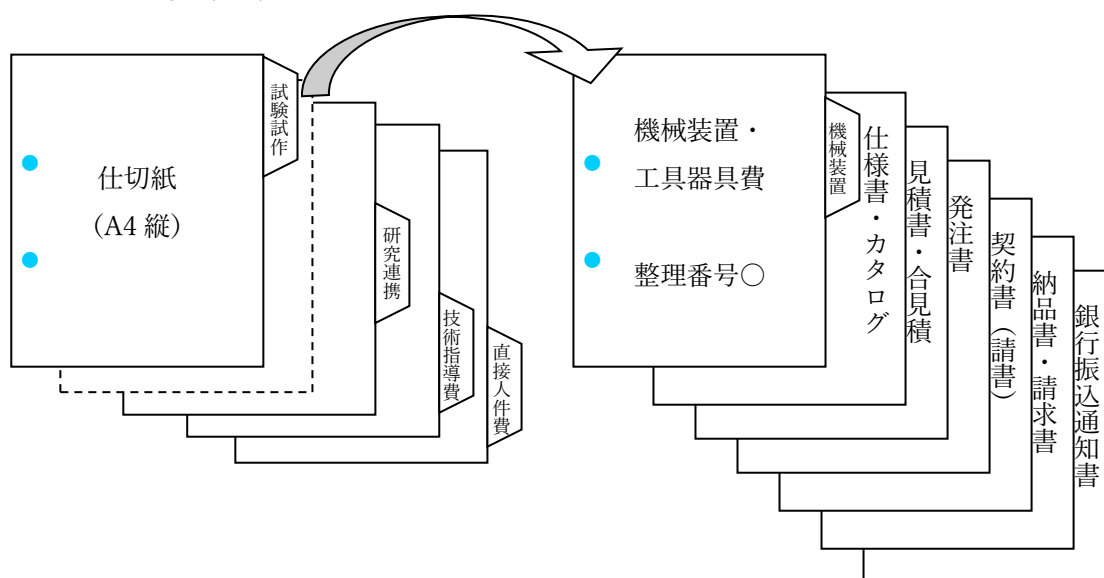 試験試作
仕切紙
(A4 縦)
研究連携
技術指導費
直接人件費
機械装置・
工具器具費
整理番号○
機械装置
仕様書・カタログ
見積書・合見積
発注書
契約書（請書）
納品書・請求書
銀行振込通知書